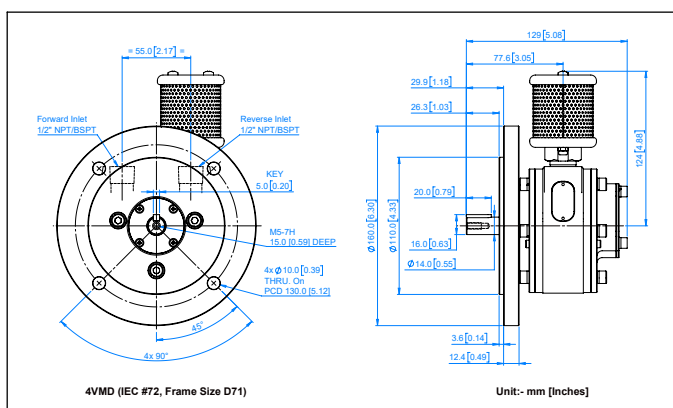 = 55.0[2.17] =
Forward Inlet
1/2" NPT/BSPT
Reverse Inlet
1/2" NPT/BSPT
KEY
5.0[0.20]
M5-7H
15.0 [0.59] DEEP
4x Ø10.0[0.39]
THRU. On
PCD 130.0 [5.12]
45°
4x 90°
4VMD (IEC #72, Frame Size D71)
129[5.08]
77.6[3.05]
29.9[1.18]
26.3[1.03]
124[4.88]
20.0[0.79]
Ø160.0[6.30]
Ø110.0[4.33]
16.0[0.63]
Ø14.0[0.55]
3.6[0.14]
12.4[0.49]
Unit:- mm [Inches]